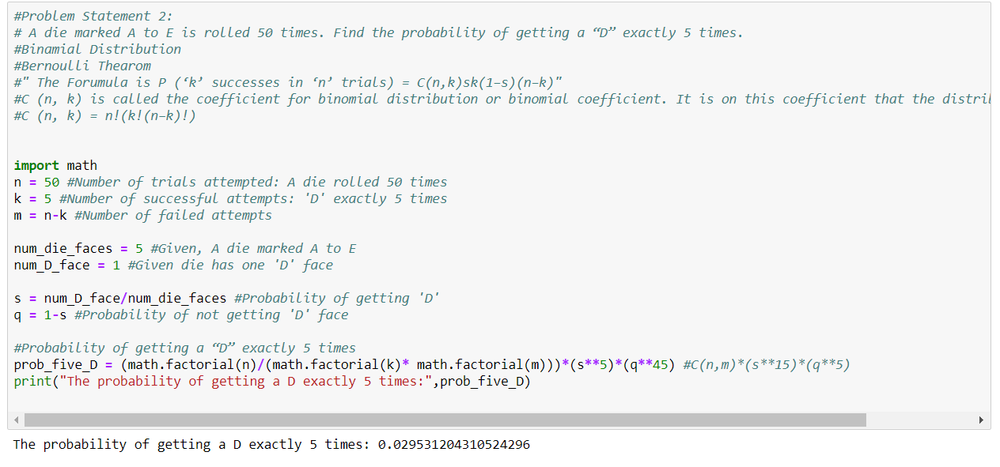 #Problem Statement 2:
# A die marked A to E is rolled 50 times. Find the probability of getting a “D” exactly 5 times.
#Binamial Distribution
#Bernoulli Thearom
#" The Forumula is P (‘k’ successes in ‘n’ trials) = C(n,k)sk(1−s)(n−k)"
#C (n, k) is called the coefficient for binomial distribution or binomial coefficient. It is on this coefficient that the
#C (n, k) = n!(k!(n−k)!)
import math
n = 50 #Number of trials attempted: A die rolled 50 times
k = 5 #Number of successful attempts: 'D' exactly 5 times
m = n-k #Number of failed attempts
num_die_faces = 5 #Given, A die marked A to E
num_D_face = 1 #Given die has one 'D' face
s = num_D_face/num_die_faces #Probability of getting 'D'
q = 1-s #Probability of not getting 'D' face
#Probability of getting a “D” exactly 5 times
prob_five_D = (math.factorial(n)/(math.factorial(k)* math.factorial(m)))*(s**5)*(q**45) #C(n,m)*(s**15)*(q**5)
print("The probability of getting a D exactly 5 times:",prob_five_D)
The probability of getting a D exactly 5 times: 0.029531204310524296